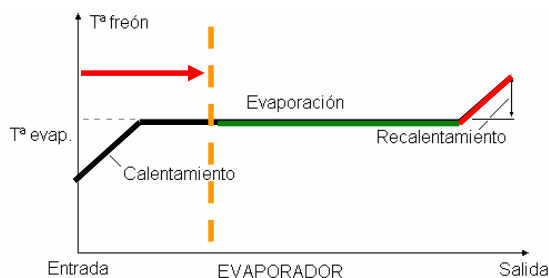 Tª freón
Evaporación
Tª evap.
Recalentamiento
Calentamiento
Entrada
EVAPORADOR
Salida